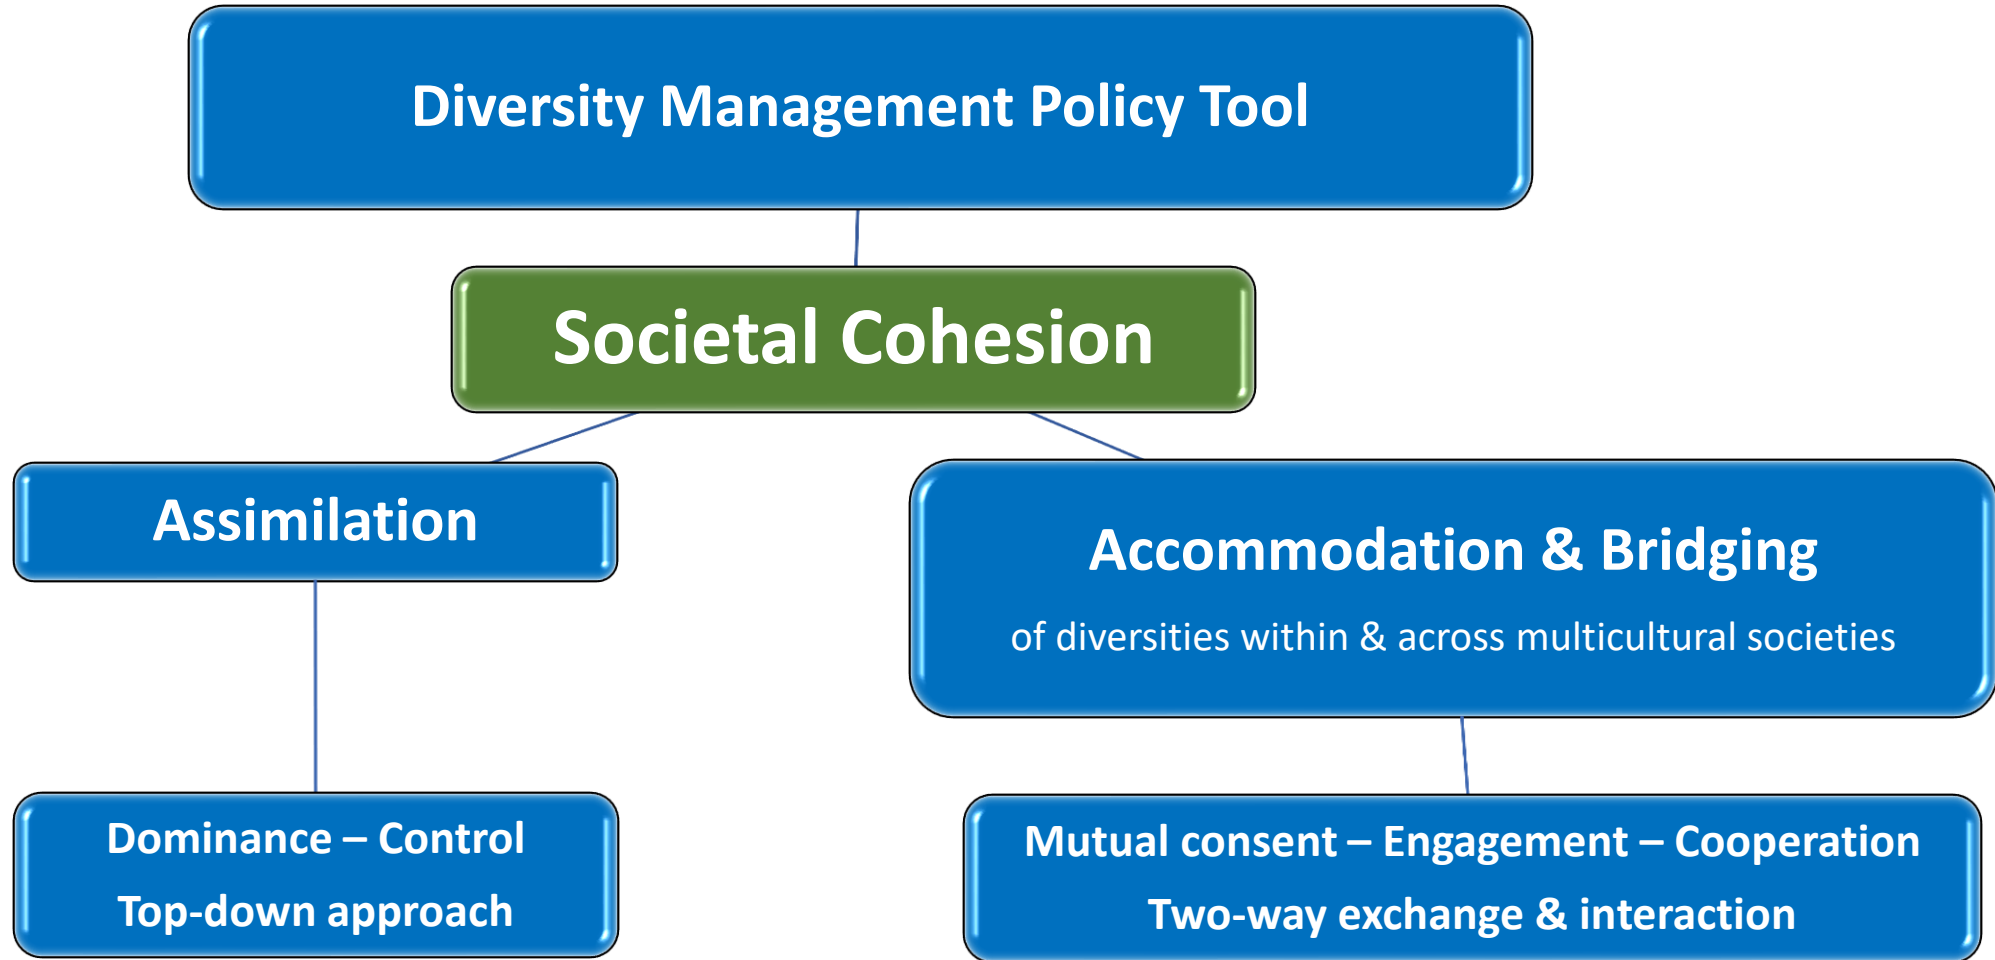 Diversity Management Policy Tool
Societal Cohesion
Assimilation
Accommodation & Bridging
of diversities within & across multicultural societies
Dominance – Control
Top-down approach
Mutual consent – Engagement – Cooperation
Two-way exchange & interaction